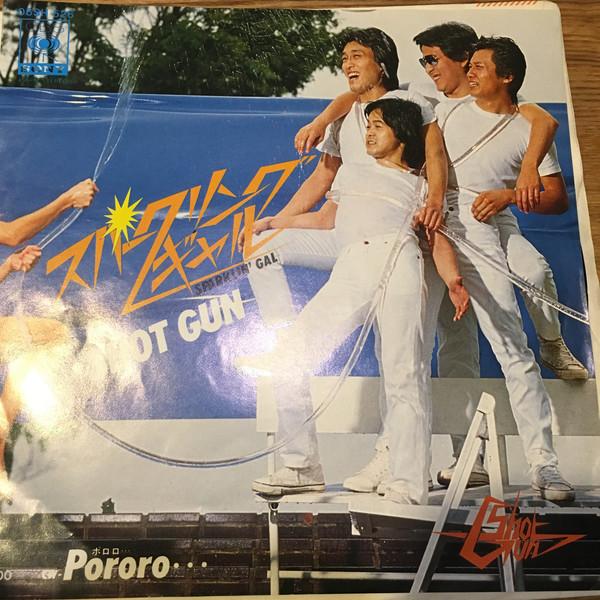 SONY
スパークリング
ギャル
SPARKLIN' GAL
SHOT GUN
Shot
Gun
ポロロ…
C/W-Pororo・・・